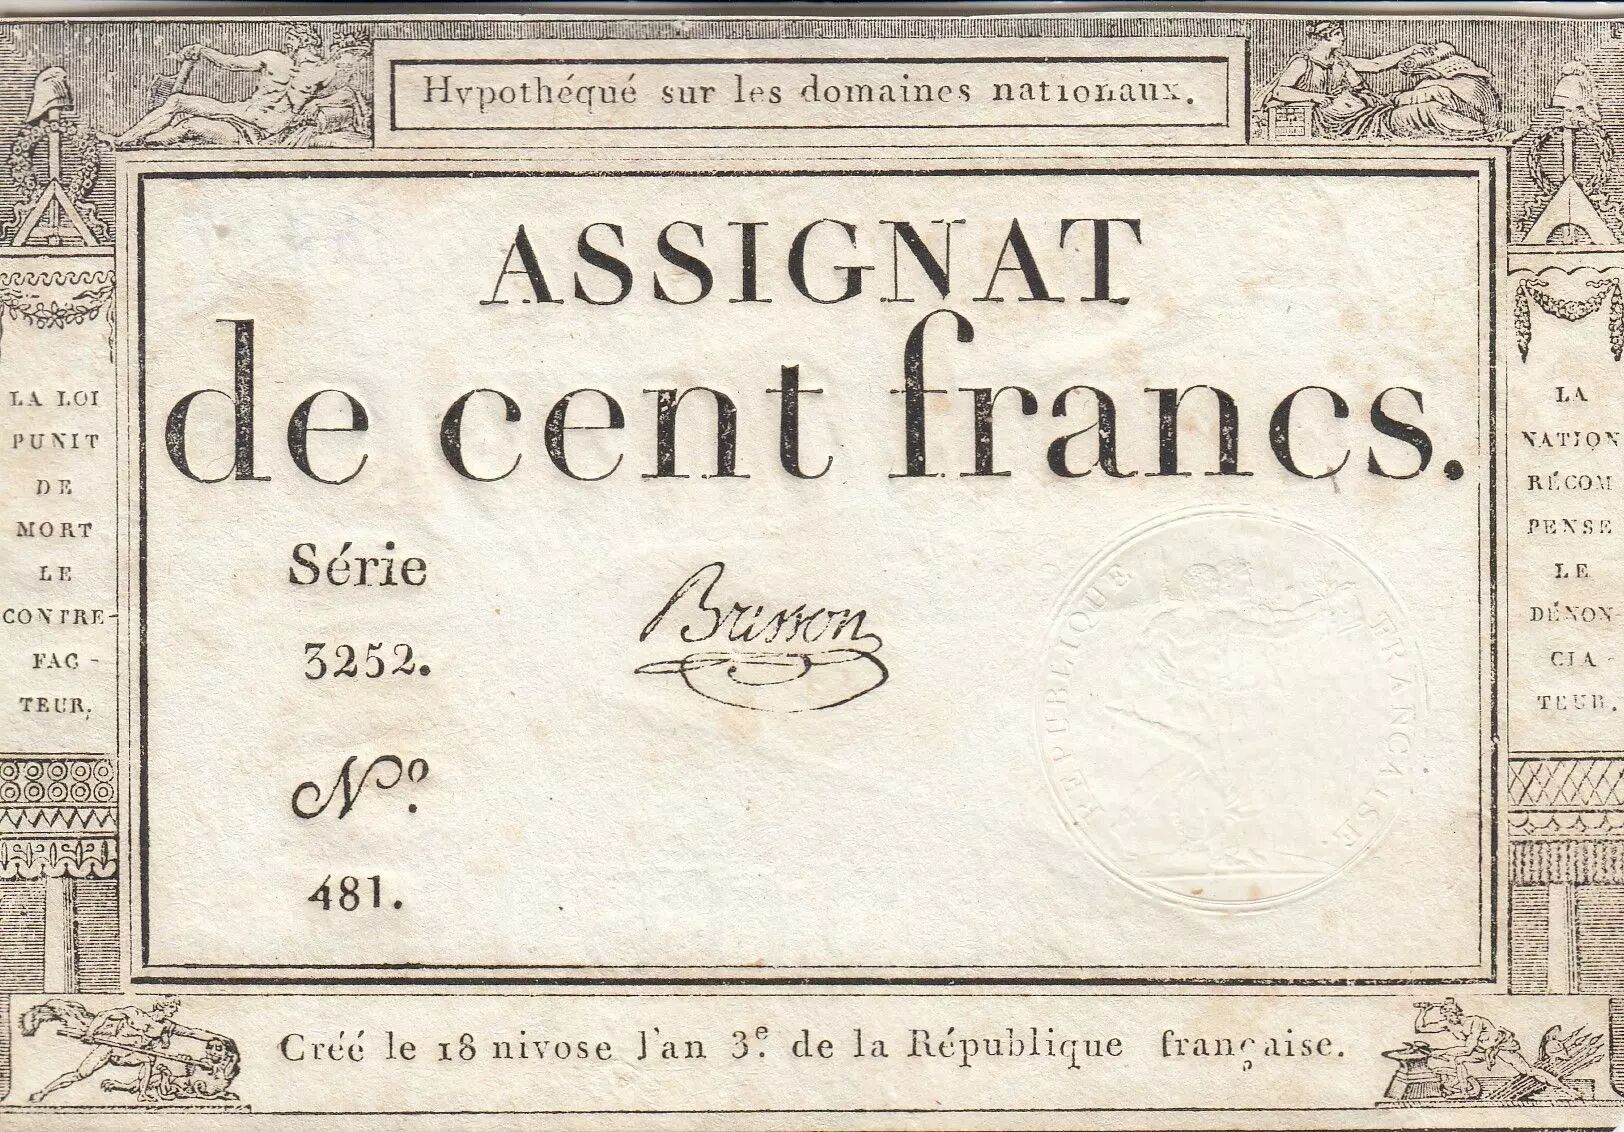 Hypothéqué sur les domaines nationaux.
ASSIGNAT
de cent francs.
LA LOI
PUNIT
DE
MORT
LE
CONTRE-
FAC-
TEUR.
Série
3252.
Nº.
481.
Brisson
RÉPUBLIQUE FRANÇAISE.
LA
NATION
RÉCOM
PENSE
LE
DÉNON-
CIA-
TEUR.
Créé le 18 nivose l'an 3e. de la République française.